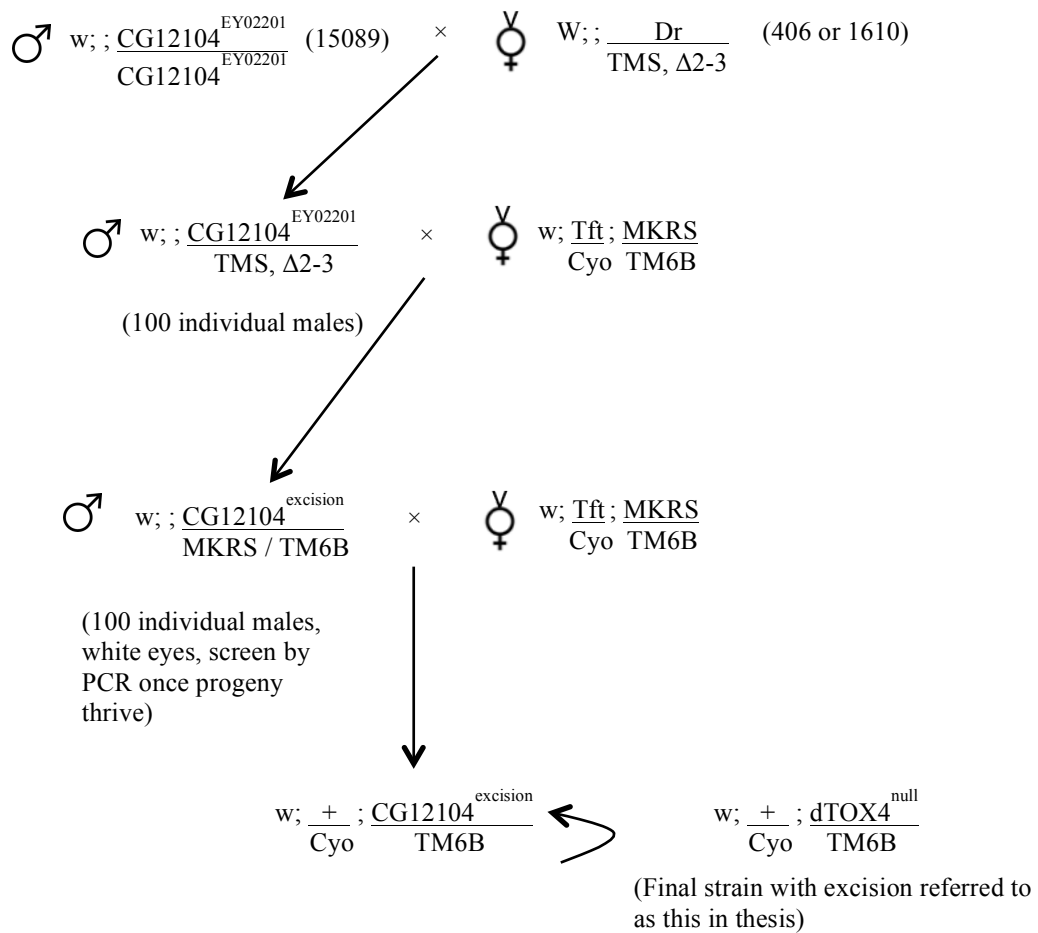 w; ; CG12104^EY02201 (15089) × W; ; Dr (406 or 1610)
CG12104^EY02201 TMS, Δ2-3
w; ; CG12104^EY02201 × w; Tft ; MKRS
TMS, Δ2-3 Cyo TM6B
(100 individual males)
w; ; CG12104^excision × w; Tft ; MKRS
MKRS / TM6B Cyo TM6B
(100 individual males,
white eyes, screen by
PCR once progeny
thrive)
w; + ; CG12104^excision w; + ; dTOX4^null
Cyo TM6B Cyo TM6B
(Final strain with excision referred to
as this in thesis)